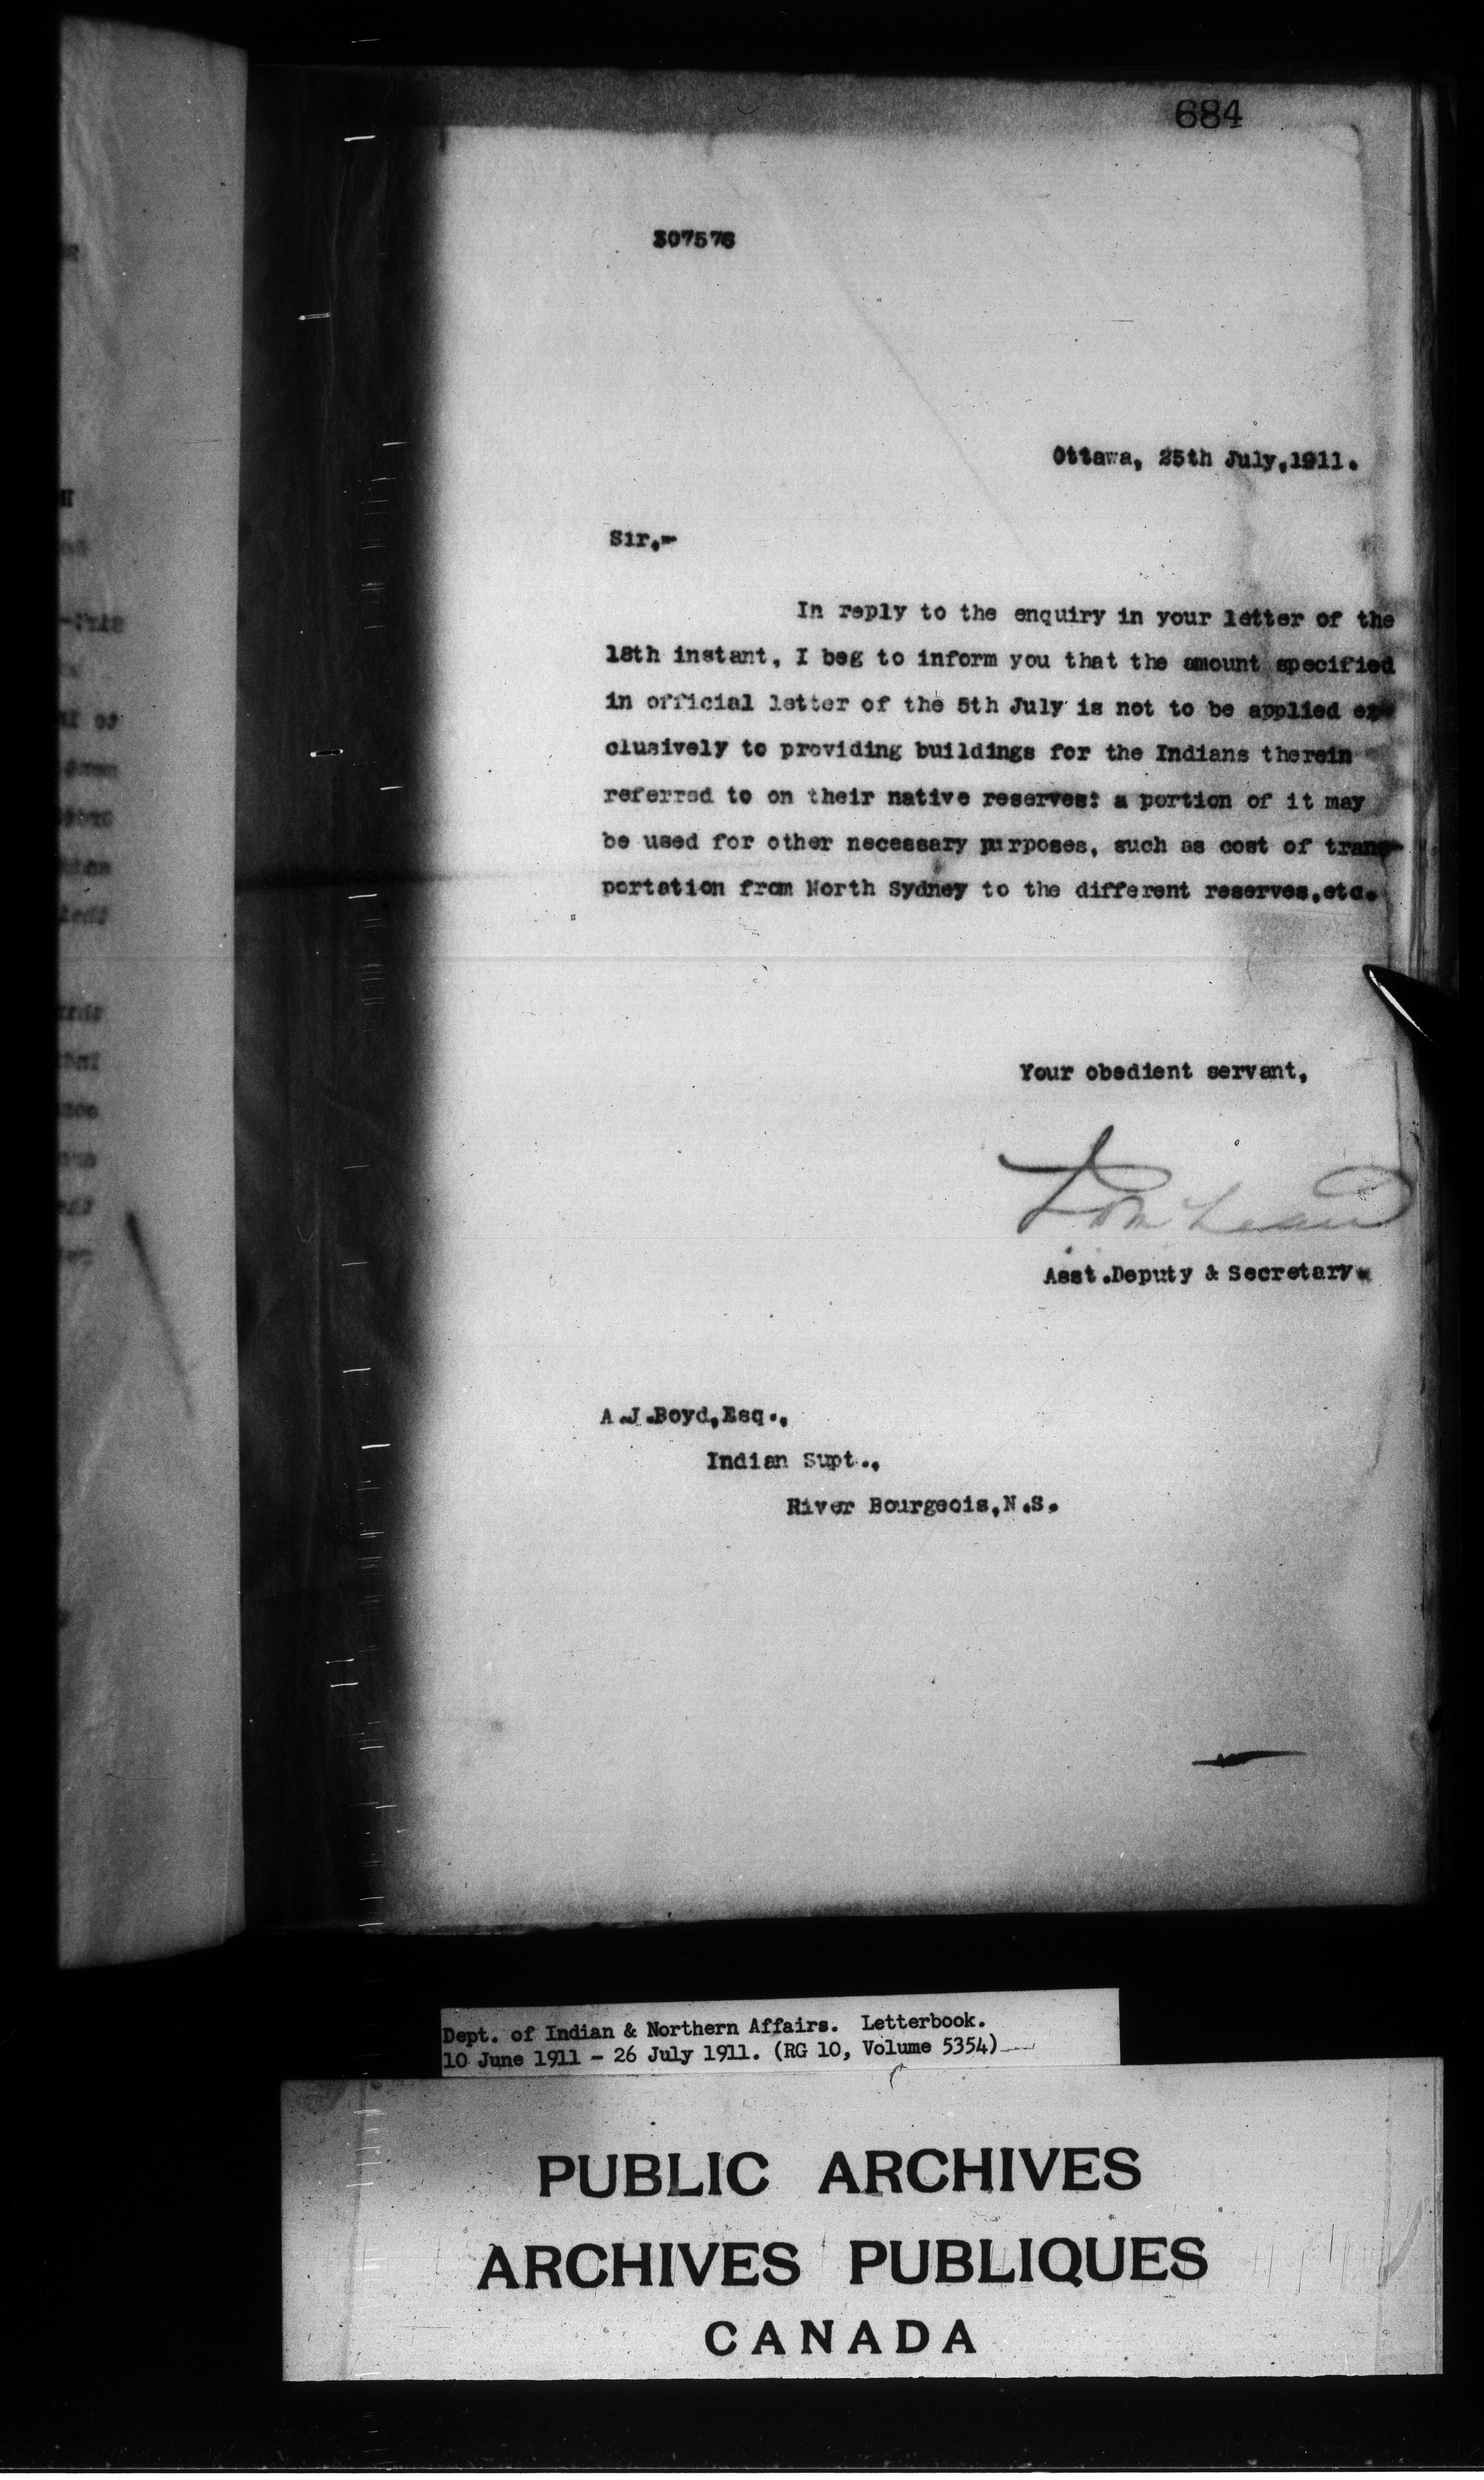 684
307576
Ottawa, 25th July,1911.
Sir,-
In reply to the enquiry in your letter of the
18th instant, I beg to inform you that the amount specified
in official letter of the 5th July is not to be applied ex-
clusively to providing buildings for the Indians therein
referred to on their native reserves: a portion of it may
be used for other necessary purposes, such as cost of trans-
portation from North Sydney to the different reserves,etc.
Your obedient servant,
Asst.Deputy & Secretary.
A.J.Boyd,Esq.,
Indian Supt.,
River Bourgeois,N.S.
Dept. of Indian & Northern Affairs. Letterbook.
10 June 1911 - 26 July 1911. (RG 10, Volume 5354)
PUBLIC ARCHIVES
ARCHIVES PUBLIQUES
CANADA